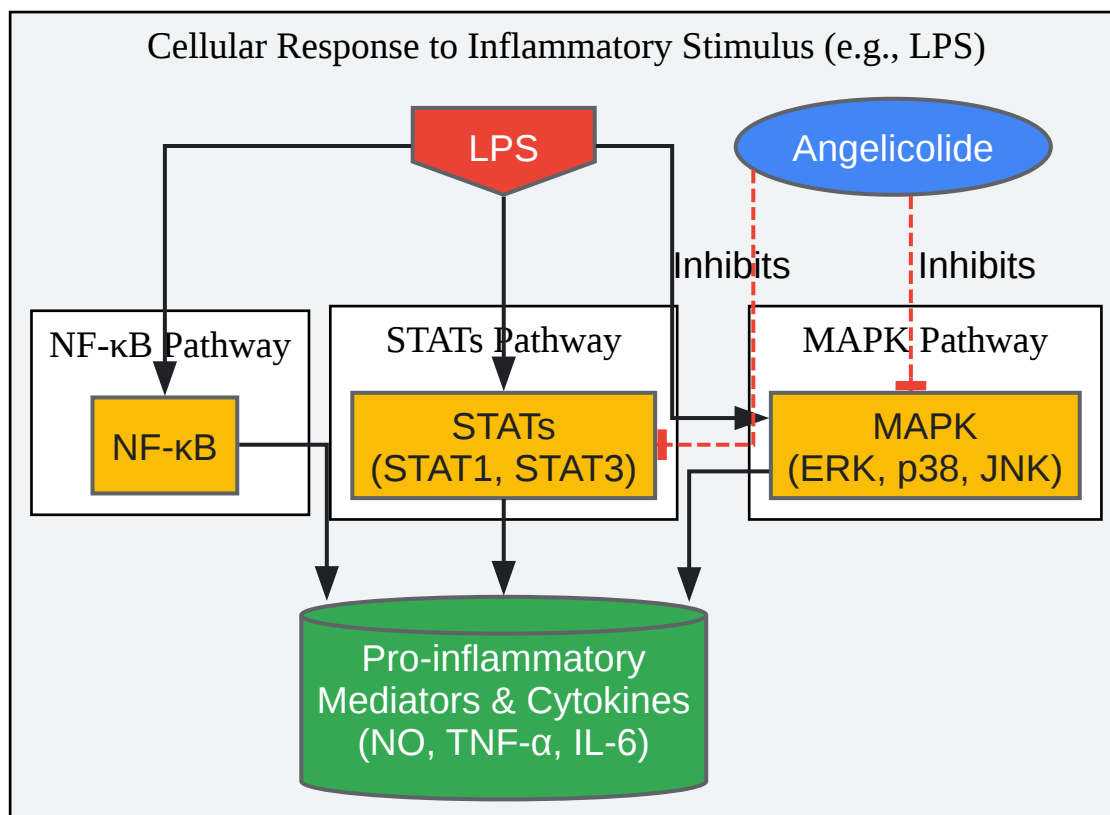 Cellular Response to Inflammatory Stimulus (e.g., LPS)
LPS
Angelicolide
Inhibits
Inhibits
NF-κB Pathway
STATs Pathway
MAPK Pathway
NF-κB
STATs
(STAT1, STAT3)
MAPK
(ERK, p38, JNK)
Pro-inflammatory
Mediators & Cytokines
(NO, TNF-α, IL-6)